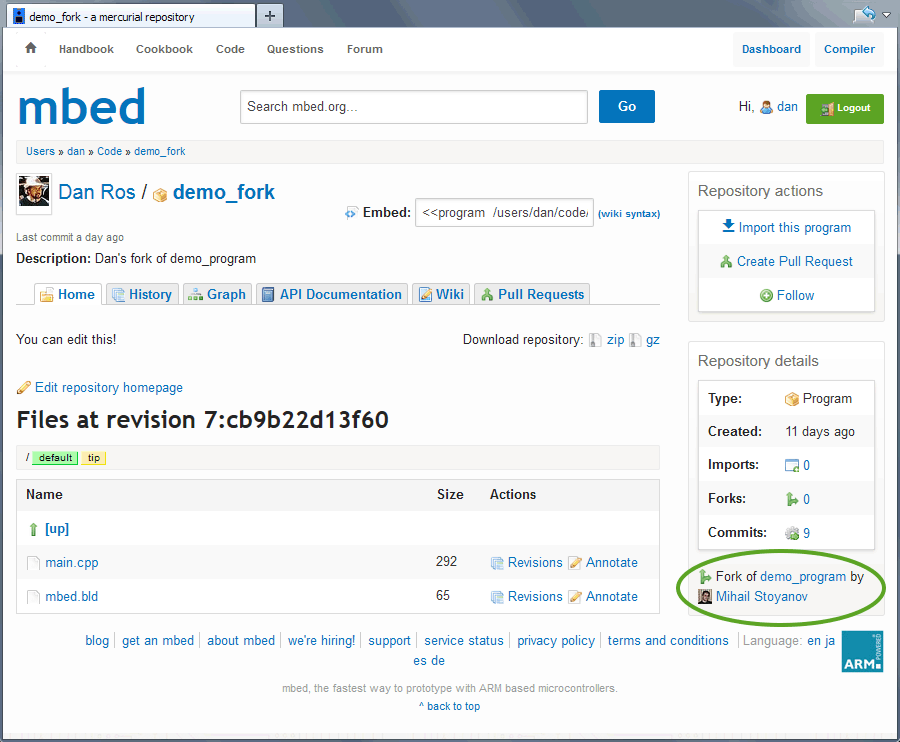 demo_fork - a mercurial repository
Handbook Cookbook Code Questions Forum Dashboard Compiler
mbed
Search mbed.org...
Go
Hi, dan Logout
Users » dan » Code » demo_fork
Dan Ros / demo_fork
Embed: <<program /users/dan/code/ (wiki syntax)
Last commit a day ago
Description: Dan's fork of demo_program
Home History Graph API Documentation Wiki Pull Requests
You can edit this!
Download repository: zip gz
Edit repository homepage
Files at revision 7:cb9b22d13f60
/ default tip
Name Size Actions
[up]
main.cpp 292 Revisions Annotate
mbed.bld 65 Revisions Annotate
Repository actions
Import this program
Create Pull Request
Follow
Repository details
Type: Program
Created: 11 days ago
Imports: 0
Forks: 0
Commits: 9
Fork of demo_program by
Mihail Stoyanov
blog get an mbed about mbed we're hiring! support service status privacy policy terms and conditions Language: en ja
es de
ARM POWERED
mbed, the fastest way to prototype with ARM based microcontrollers.
^ back to top